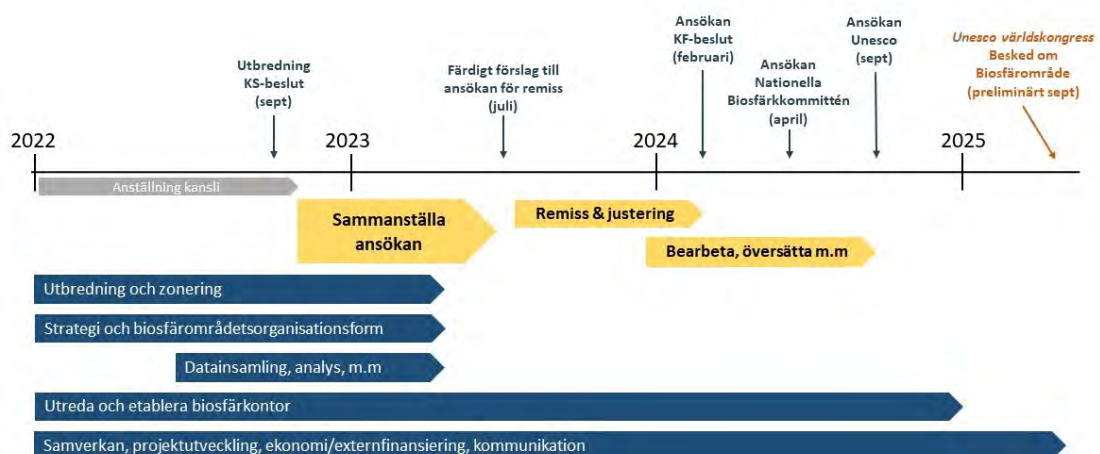 Utbredning
KS-beslut
(sept)
Färdigt förslag till
ansökan för remiss
(juli)
Ansökan
KF-beslut
(februari)
Ansökan
Nationella
Biosfärkommittén
(april)
Ansökan
Unesco
(sept)
Unesco världskongress
Besked om
Biosfärområde
(preliminärt sept)
2022
2023
2024
2025
Anställning kansli
Sammanställa
ansökan
Remiss & justering
Bearbeta, översätta m.m
Utbredning och zonering
Strategi och biosfärområdetsorganisationsform
Datainsamling, analys, m.m
Utreda och etablera biosfärkontor
Samverkan, projektutveckling, ekonomi/externfinansiering, kommunikation